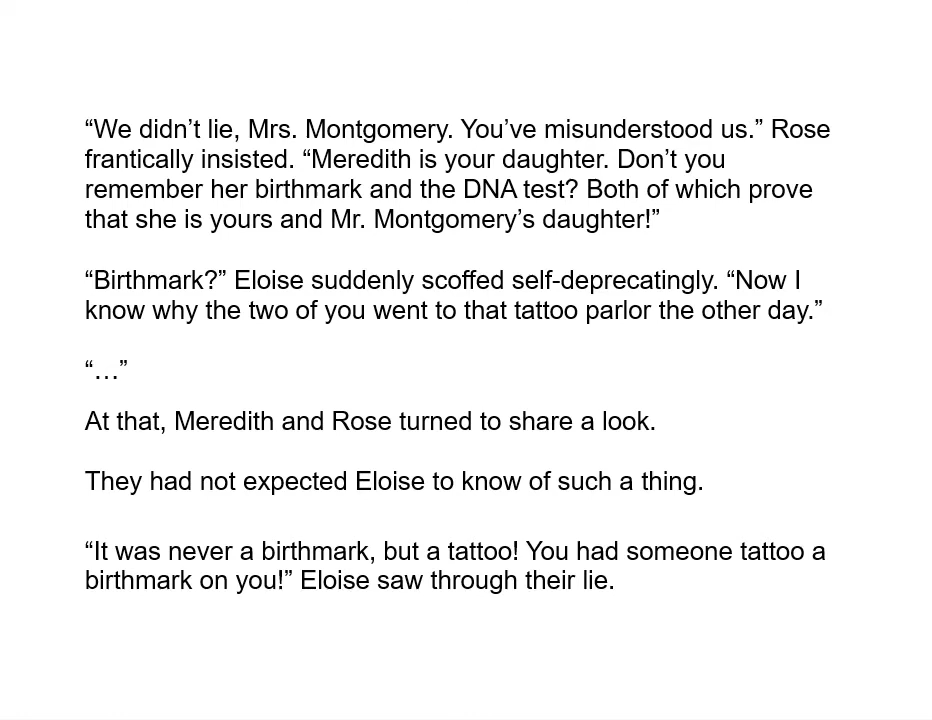 “We didn’t lie, Mrs. Montgomery. You’ve misunderstood us.” Rose
frantically insisted. “Meredith is your daughter. Don’t you
remember her birthmark and the DNA test? Both of which prove
that she is yours and Mr. Montgomery’s daughter!”
“Birthmark?” Eloise suddenly scoffed self-deprecatingly. “Now I
know why the two of you went to that tattoo parlor the other day.”
“…”
At that, Meredith and Rose turned to share a look.
They had not expected Eloise to know of such a thing.
“It was never a birthmark, but a tattoo! You had someone tattoo a
birthmark on you!” Eloise saw through their lie.